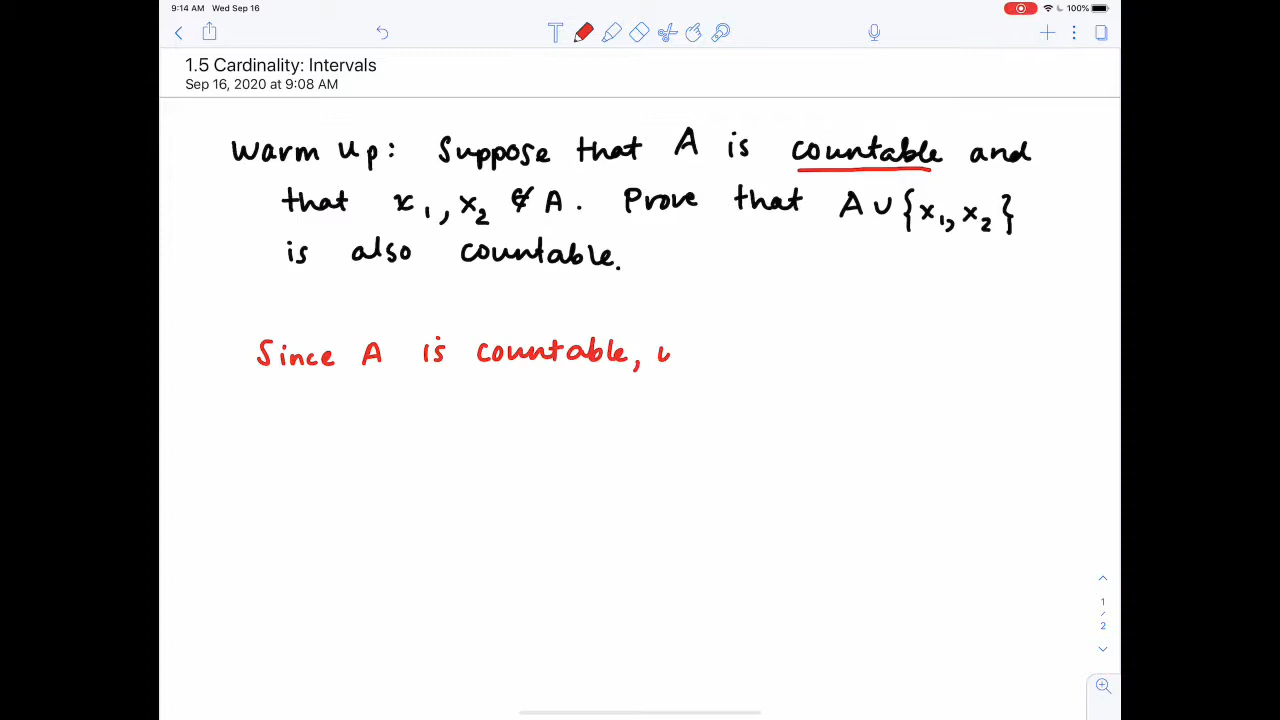 9:14 AM Wed Sep 16
100%
T
1.5 Cardinality: Intervals
Sep 16, 2020 at 9:08 AM
Warm Up: Suppose that A is countable and
that x₁, x₂ ∉ A. Prove that A ∪ {x₁, x₂}
is also countable.
Since A is countable,
1
/
2